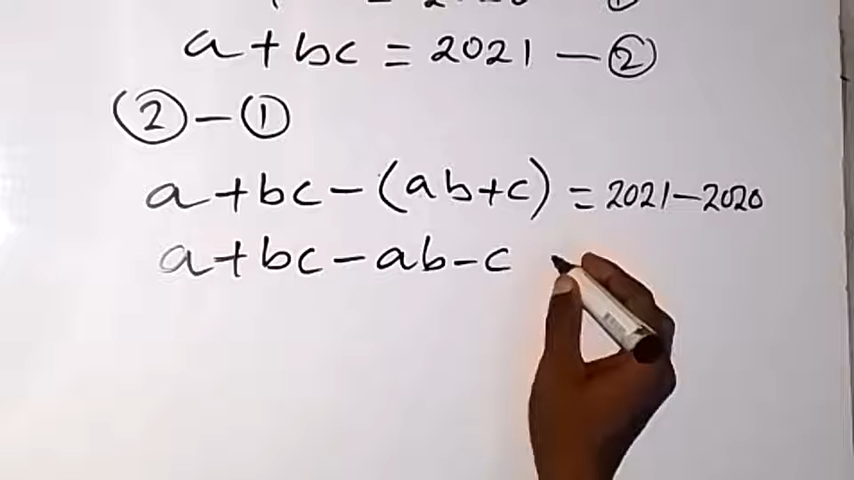 a + bc = 2021 — ②
② — ①
a + bc - (ab + c) = 2021 - 2020
a + bc - ab - c